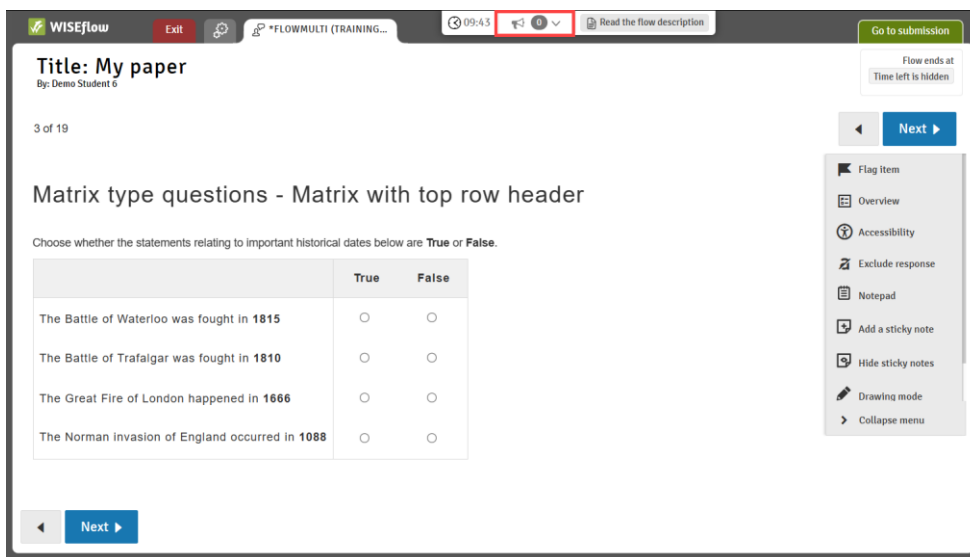 WISEflow Exit *FLOWMULTI (TRAINING... 09:43 0 Read the flow description Go to submission
Title: My paper
By: Demo Student 6
Flow ends at
Time left is hidden
3 of 19
Next
Flag item
Overview
Accessibility
Exclude response
Notepad
Add a sticky note
Hide sticky notes
Drawing mode
Collapse menu
Matrix type questions - Matrix with top row header
Choose whether the statements relating to important historical dates below are True or False.
True False
The Battle of Waterloo was fought in 1815
The Battle of Trafalgar was fought in 1810
The Great Fire of London happened in 1666
The Norman invasion of England occurred in 1088
Next